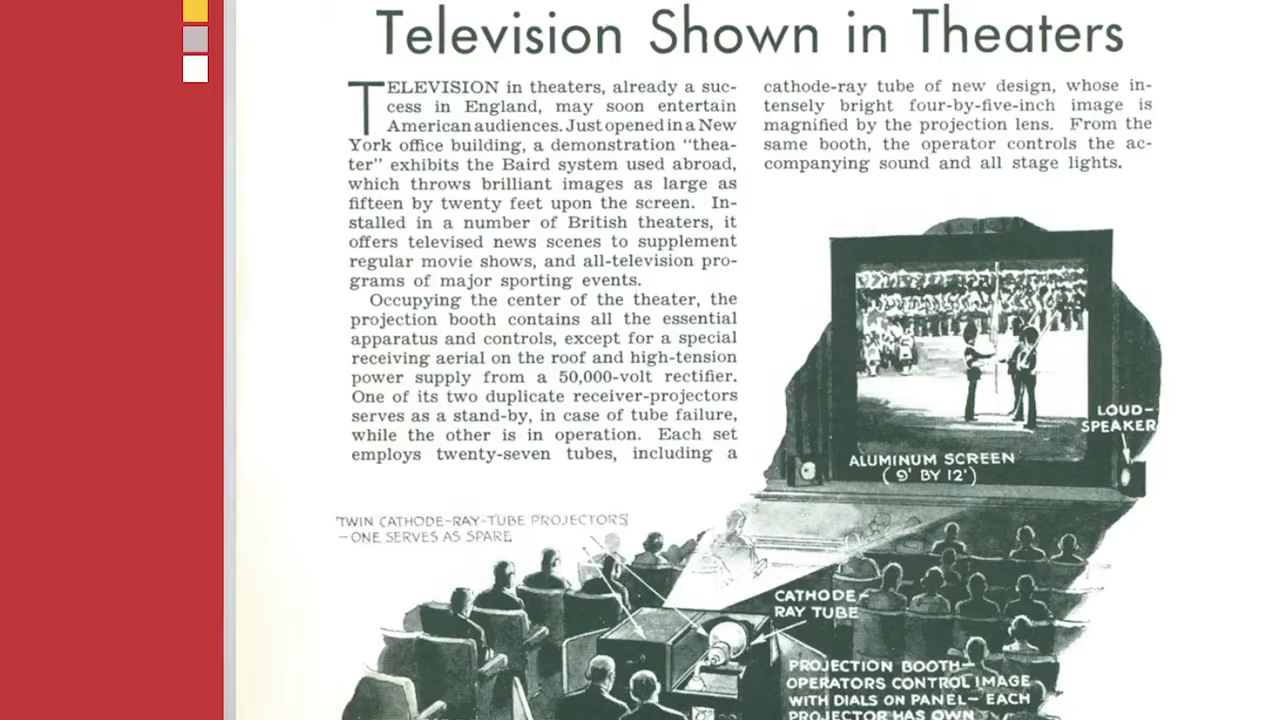 Television Shown in Theaters
TELEVISION in theaters, already a suc-
cess in England, may soon entertain
American audiences. Just opened in a New
York office building, a demonstration “thea-
ter” exhibits the Baird system used abroad,
which throws brilliant images as large as
fifteen by twenty feet upon the screen. In-
stalled in a number of British theaters, it
offers televised news scenes to supplement
regular movie shows, and all-television pro-
grams of major sporting events.
Occupying the center of the theater, the
projection booth contains all the essential
apparatus and controls, except for a special
receiving aerial on the roof and high-tension
power supply from a 50,000-volt rectifier.
One of its two duplicate receiver-projectors
serves as a stand-by, in case of tube failure,
while the other is in operation. Each set
employs twenty-seven tubes, including a
cathode-ray tube of new design, whose in-
tensely bright four-by-five-inch image is
magnified by the projection lens. From the
same booth, the operator controls the ac-
companying sound and all stage lights.
LOUD-
SPEAKER
ALUMINUM SCREEN
(9' BY 12')
TWIN CATHODE-RAY-TUBE PROJECTORS
—ONE SERVES AS SPARE
CATHODE-
RAY TUBE
PROJECTION BOOTH—
OPERATORS CONTROL IMAGE
WITH DIALS ON PANEL— EACH
PROJECTOR HAS OWN